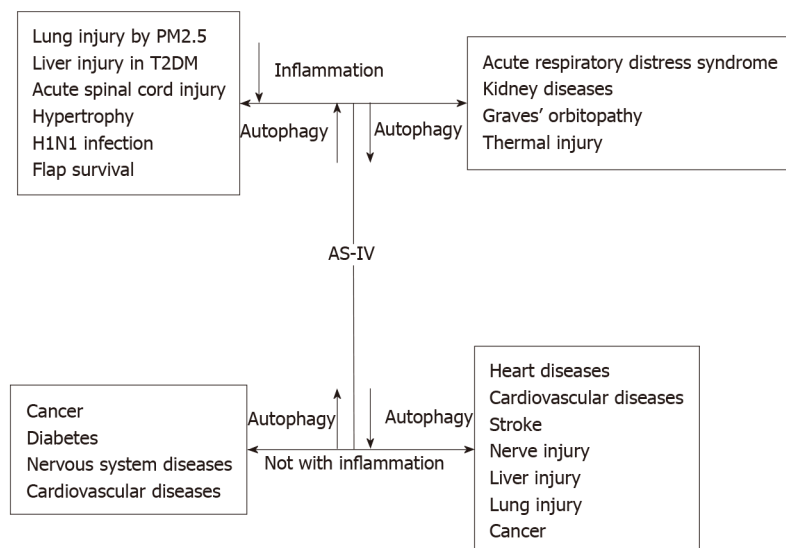 Lung injury by PM2.5
Liver injury in T2DM
Acute spinal cord injury
Hypertrophy
H1N1 infection
Flap survival
Inflammation
Autophagy
Autophagy
Acute respiratory distress syndrome
Kidney diseases
Graves’ orbitopathy
Thermal injury
AS-IV
Cancer
Diabetes
Nervous system diseases
Cardiovascular diseases
Autophagy
Autophagy
Not with inflammation
Heart diseases
Cardiovascular diseases
Stroke
Nerve injury
Liver injury
Lung injury
Cancer